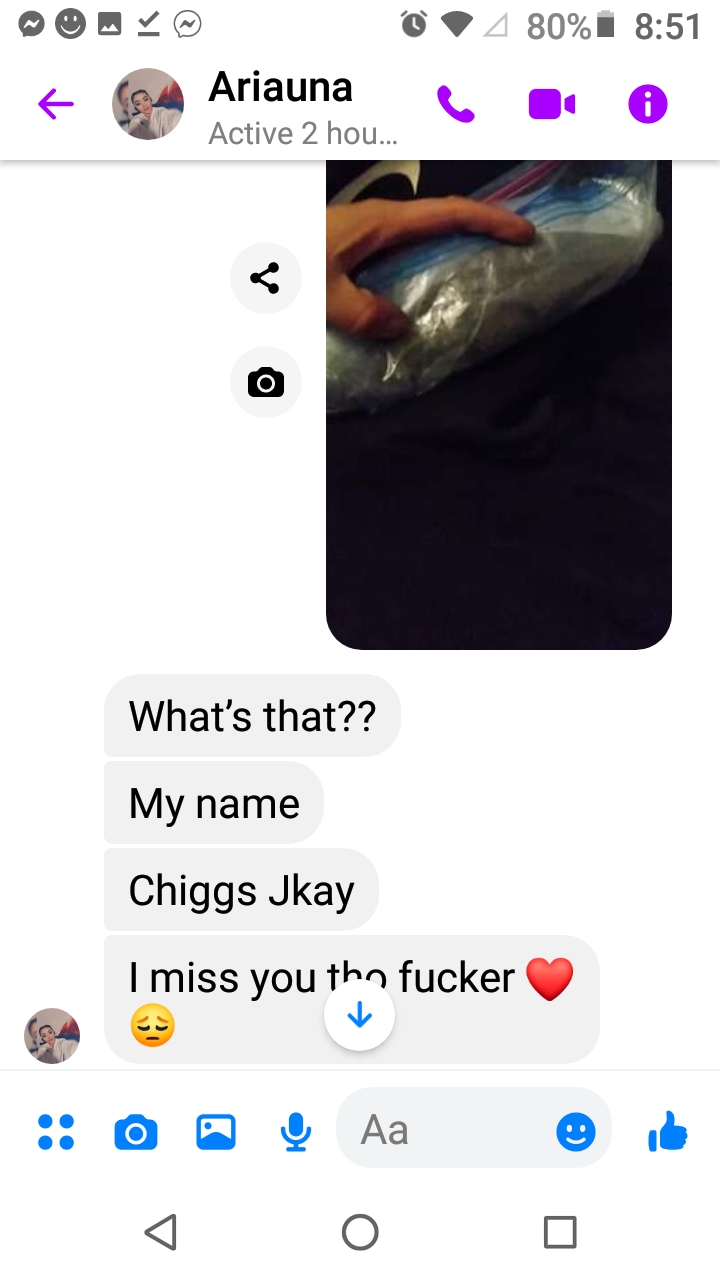 80% 8:51
Ariauna
Active 2 hou...
What's that??
My name
Chiggs Jkay
I miss you tho fucker ❤️
😔
Aa